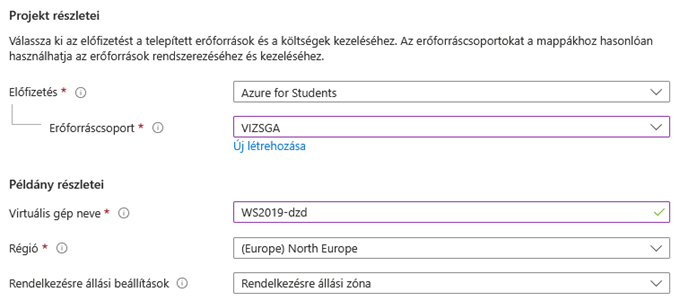 Projekt részletei
Válassza ki az előfizetést a telepített erőforrások és a költségek kezeléséhez. Az erőforráscsoportokat a mappákhoz hasonlóan
használhatja az erőforrások rendszerezéséhez és kezeléséhez.
Előfizetés *
Azure for Students
Erőforráscsoport *
VIZSGA
Új létrehozása
Példány részletei
Virtuális gép neve *
WS2019-dzd
Régió *
(Europe) North Europe
Rendelkezésre állási beállítások
Rendelkezésre állási zóna